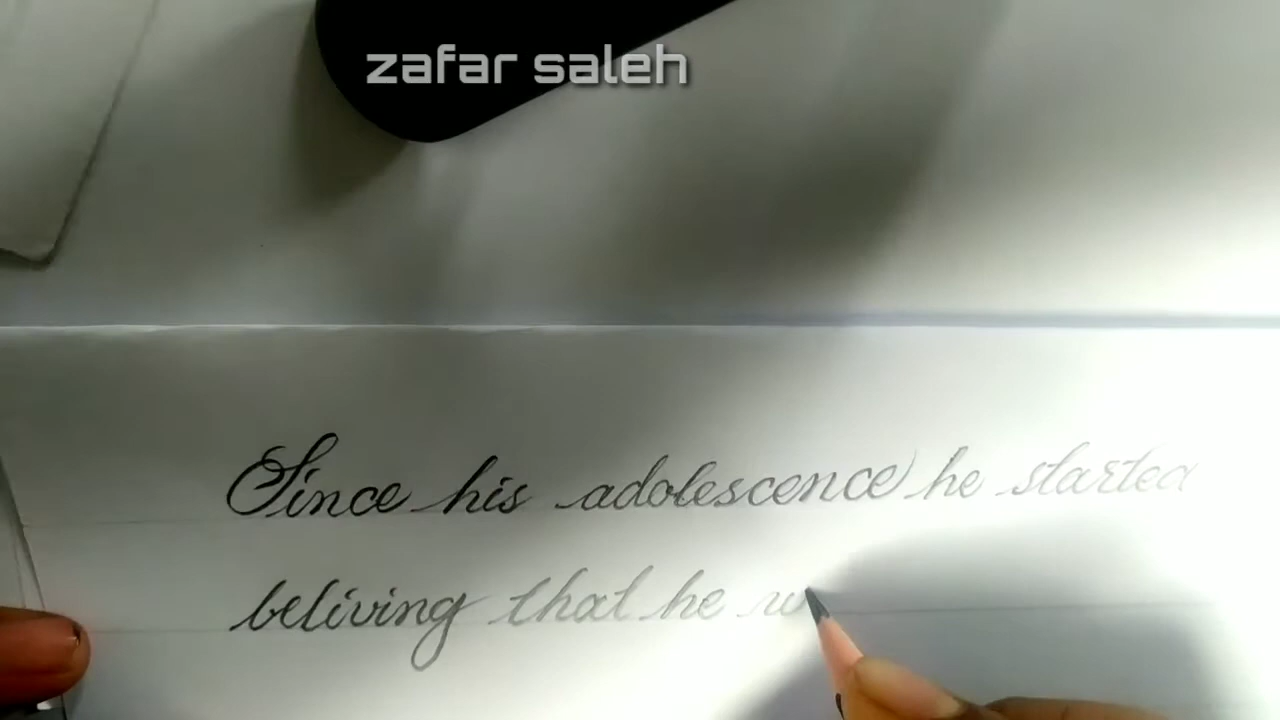 zafar saleh
Since his adolescence he started
beliving that he w